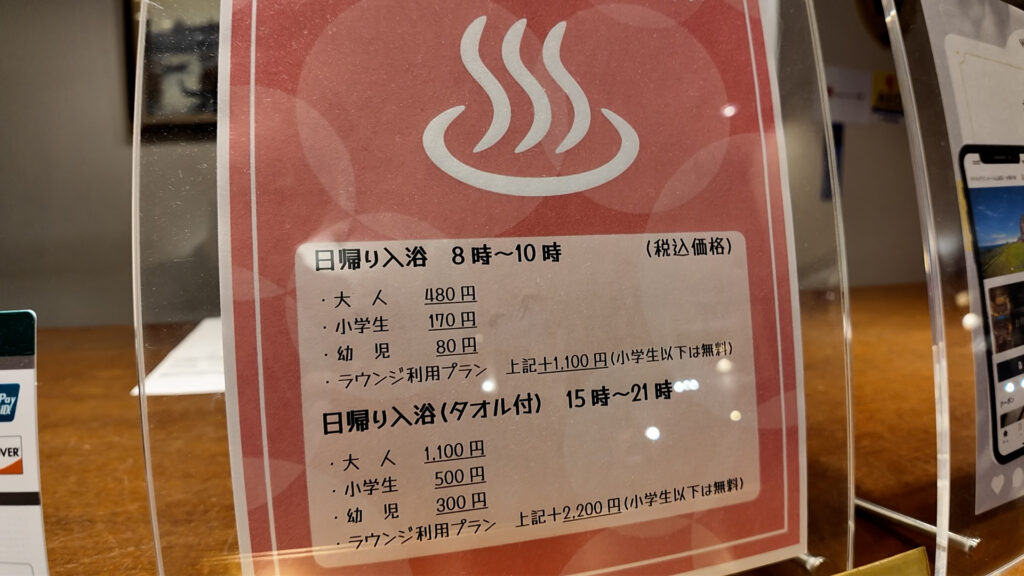 日帰り入浴 8時～10時 (税込価格)
・大 人 480円
・小学生 170円
・幼 児 80円
・ラウンジ利用プラン 上記＋1,100円(小学生以下は無料)
日帰り入浴(タオル付) 15時～21時
・大 人 1,100円
・小学生 500円
・幼 児 300円
・ラウンジ利用プラン 上記＋2,200円(小学生以下は無料)
Pay
VER
クーポン